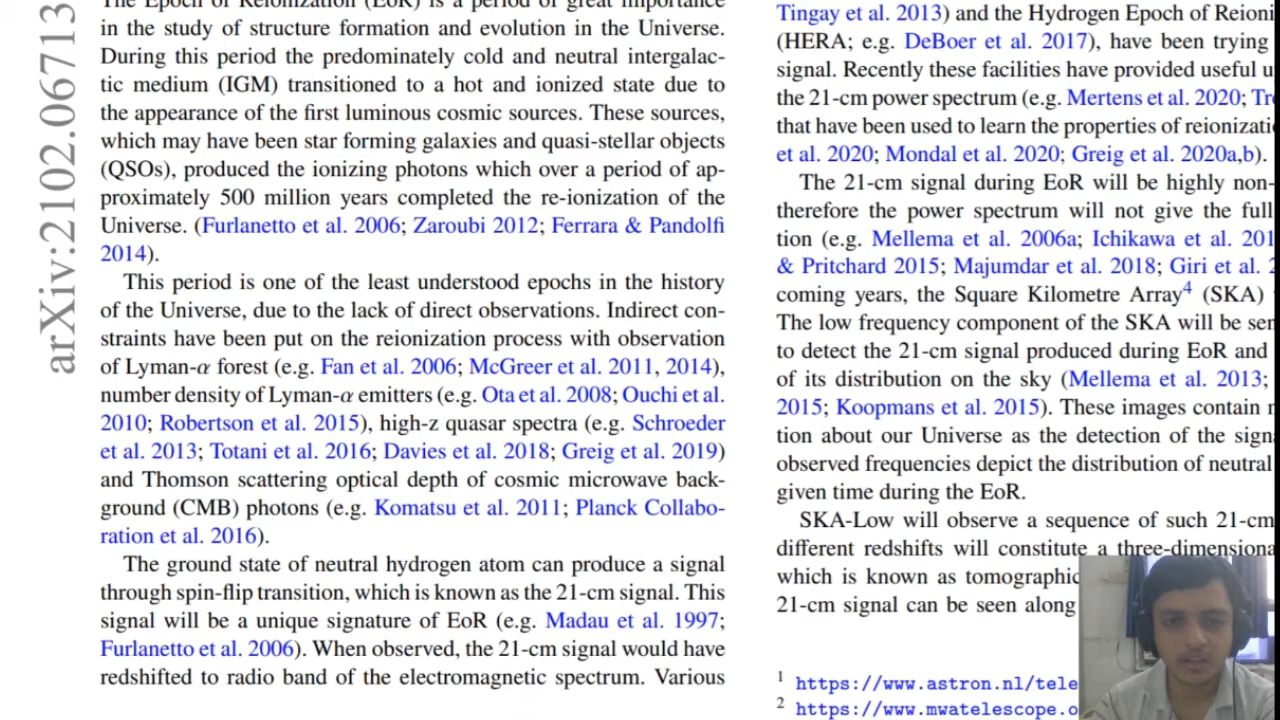 arXiv:2102.06713
The Epoch of Reionization (EoR) is a period of great importance
in the study of structure formation and evolution in the Universe.
During this period the predominately cold and neutral intergalac-
tic medium (IGM) transitioned to a hot and ionized state due to
the appearance of the first luminous cosmic sources. These sources,
which may have been star forming galaxies and quasi-stellar objects
(QSOs), produced the ionizing photons which over a period of ap-
proximately 500 million years completed the re-ionization of the
Universe. (Furlanetto et al. 2006; Zaroubi 2012; Ferrara & Pandolfi
2014).
This period is one of the least understood epochs in the history
of the Universe, due to the lack of direct observations. Indirect con-
straints have been put on the reionization process with observation
of Lyman-α forest (e.g. Fan et al. 2006; McGreer et al. 2011, 2014),
number density of Lyman-α emitters (e.g. Ota et al. 2008; Ouchi et al.
2010; Robertson et al. 2015), high-z quasar spectra (e.g. Schroeder
et al. 2013; Totani et al. 2016; Davies et al. 2018; Greig et al. 2019)
and Thomson scattering optical depth of cosmic microwave back-
ground (CMB) photons (e.g. Komatsu et al. 2011; Planck Collabo-
ration et al. 2016).
The ground state of neutral hydrogen atom can produce a signal
through spin-flip transition, which is known as the 21-cm signal. This
signal will be a unique signature of EoR (e.g. Madau et al. 1997;
Furlanetto et al. 2006). When observed, the 21-cm signal would have
redshifted to radio band of the electromagnetic spectrum. Various
Tingay et al. 2013) and the Hydrogen Epoch of Reioni
(HERA; e.g. DeBoer et al. 2017), have been trying
signal. Recently these facilities have provided useful u
the 21-cm power spectrum (e.g. Mertens et al. 2020; Tr
that have been used to learn the properties of reionizati
et al. 2020; Mondal et al. 2020; Greig et al. 2020a,b).
The 21-cm signal during EoR will be highly non-
therefore the power spectrum will not give the full
tion (e.g. Mellema et al. 2006a; Ichikawa et al. 201
& Pritchard 2015; Majumdar et al. 2018; Giri et al. 2
coming years, the Square Kilometre Array4 (SKA)
The low frequency component of the SKA will be sen
to detect the 21-cm signal produced during EoR and
of its distribution on the sky (Mellema et al. 2013;
2015; Koopmans et al. 2015). These images contain
tion about our Universe as the detection of the sign
observed frequencies depict the distribution of neutral
given time during the EoR.
SKA-Low will observe a sequence of such 21-cm
different redshifts will constitute a three-dimensiona
which is known as tomographic
21-cm signal can be seen along
1 https://www.astron.nl/tele
2 https://www.mwatelescope.o